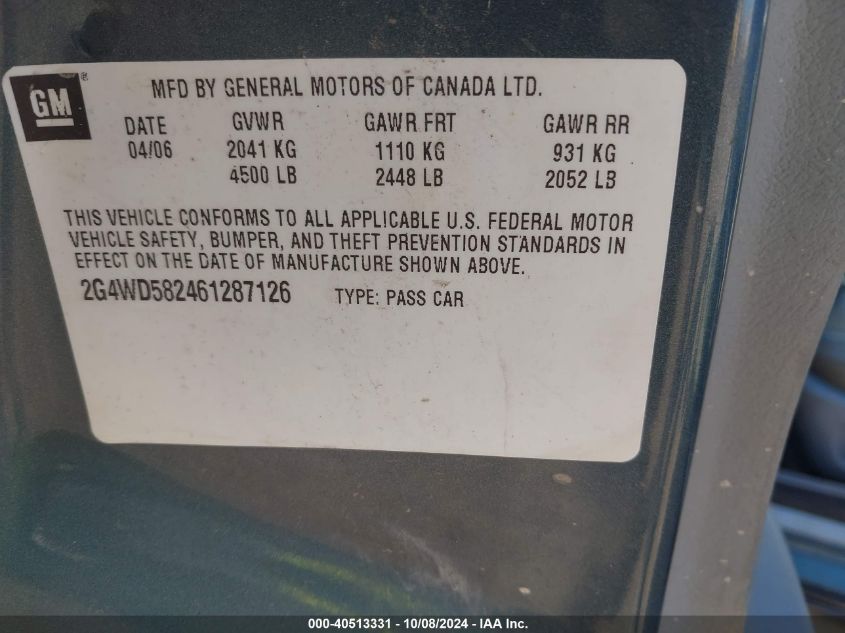 GM®
MFD BY GENERAL MOTORS OF CANADA LTD.
DATE GVWR GAWR FRT GAWR RR
04/06 2041 KG 1110 KG 931 KG
4500 LB 2448 LB 2052 LB
THIS VEHICLE CONFORMS TO ALL APPLICABLE U.S. FEDERAL MOTOR
VEHICLE SAFETY, BUMPER, AND THEFT PREVENTION STANDARDS IN
EFFECT ON THE DATE OF MANUFACTURE SHOWN ABOVE.
2G4WD582461287126 TYPE: PASS CAR
000-40513331 - 10/08/2024 - IAA Inc.